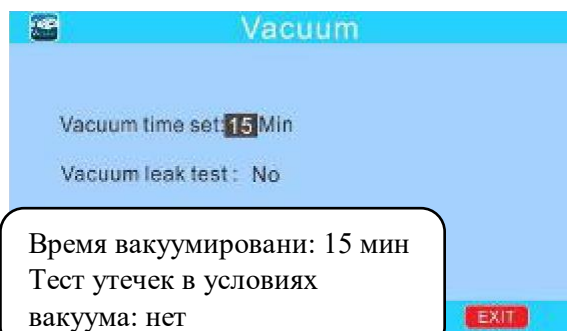 Vacuum
Vacuum time set:15 Min
Vacuum leak test : No
Время вакуумировани: 15 мин
Тест утечек в условиях
вакуума: нет
EXIT